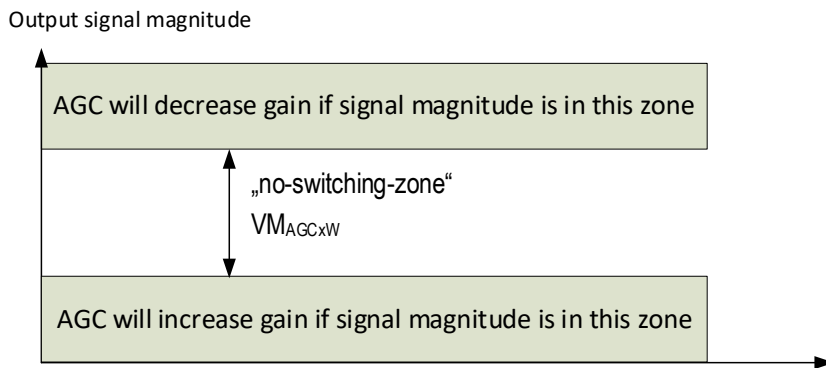 Output signal magnitude
AGC will decrease gain if signal magnitude is in this zone
„no-switching-zone“
VMAGCxW
AGC will increase gain if signal magnitude is in this zone